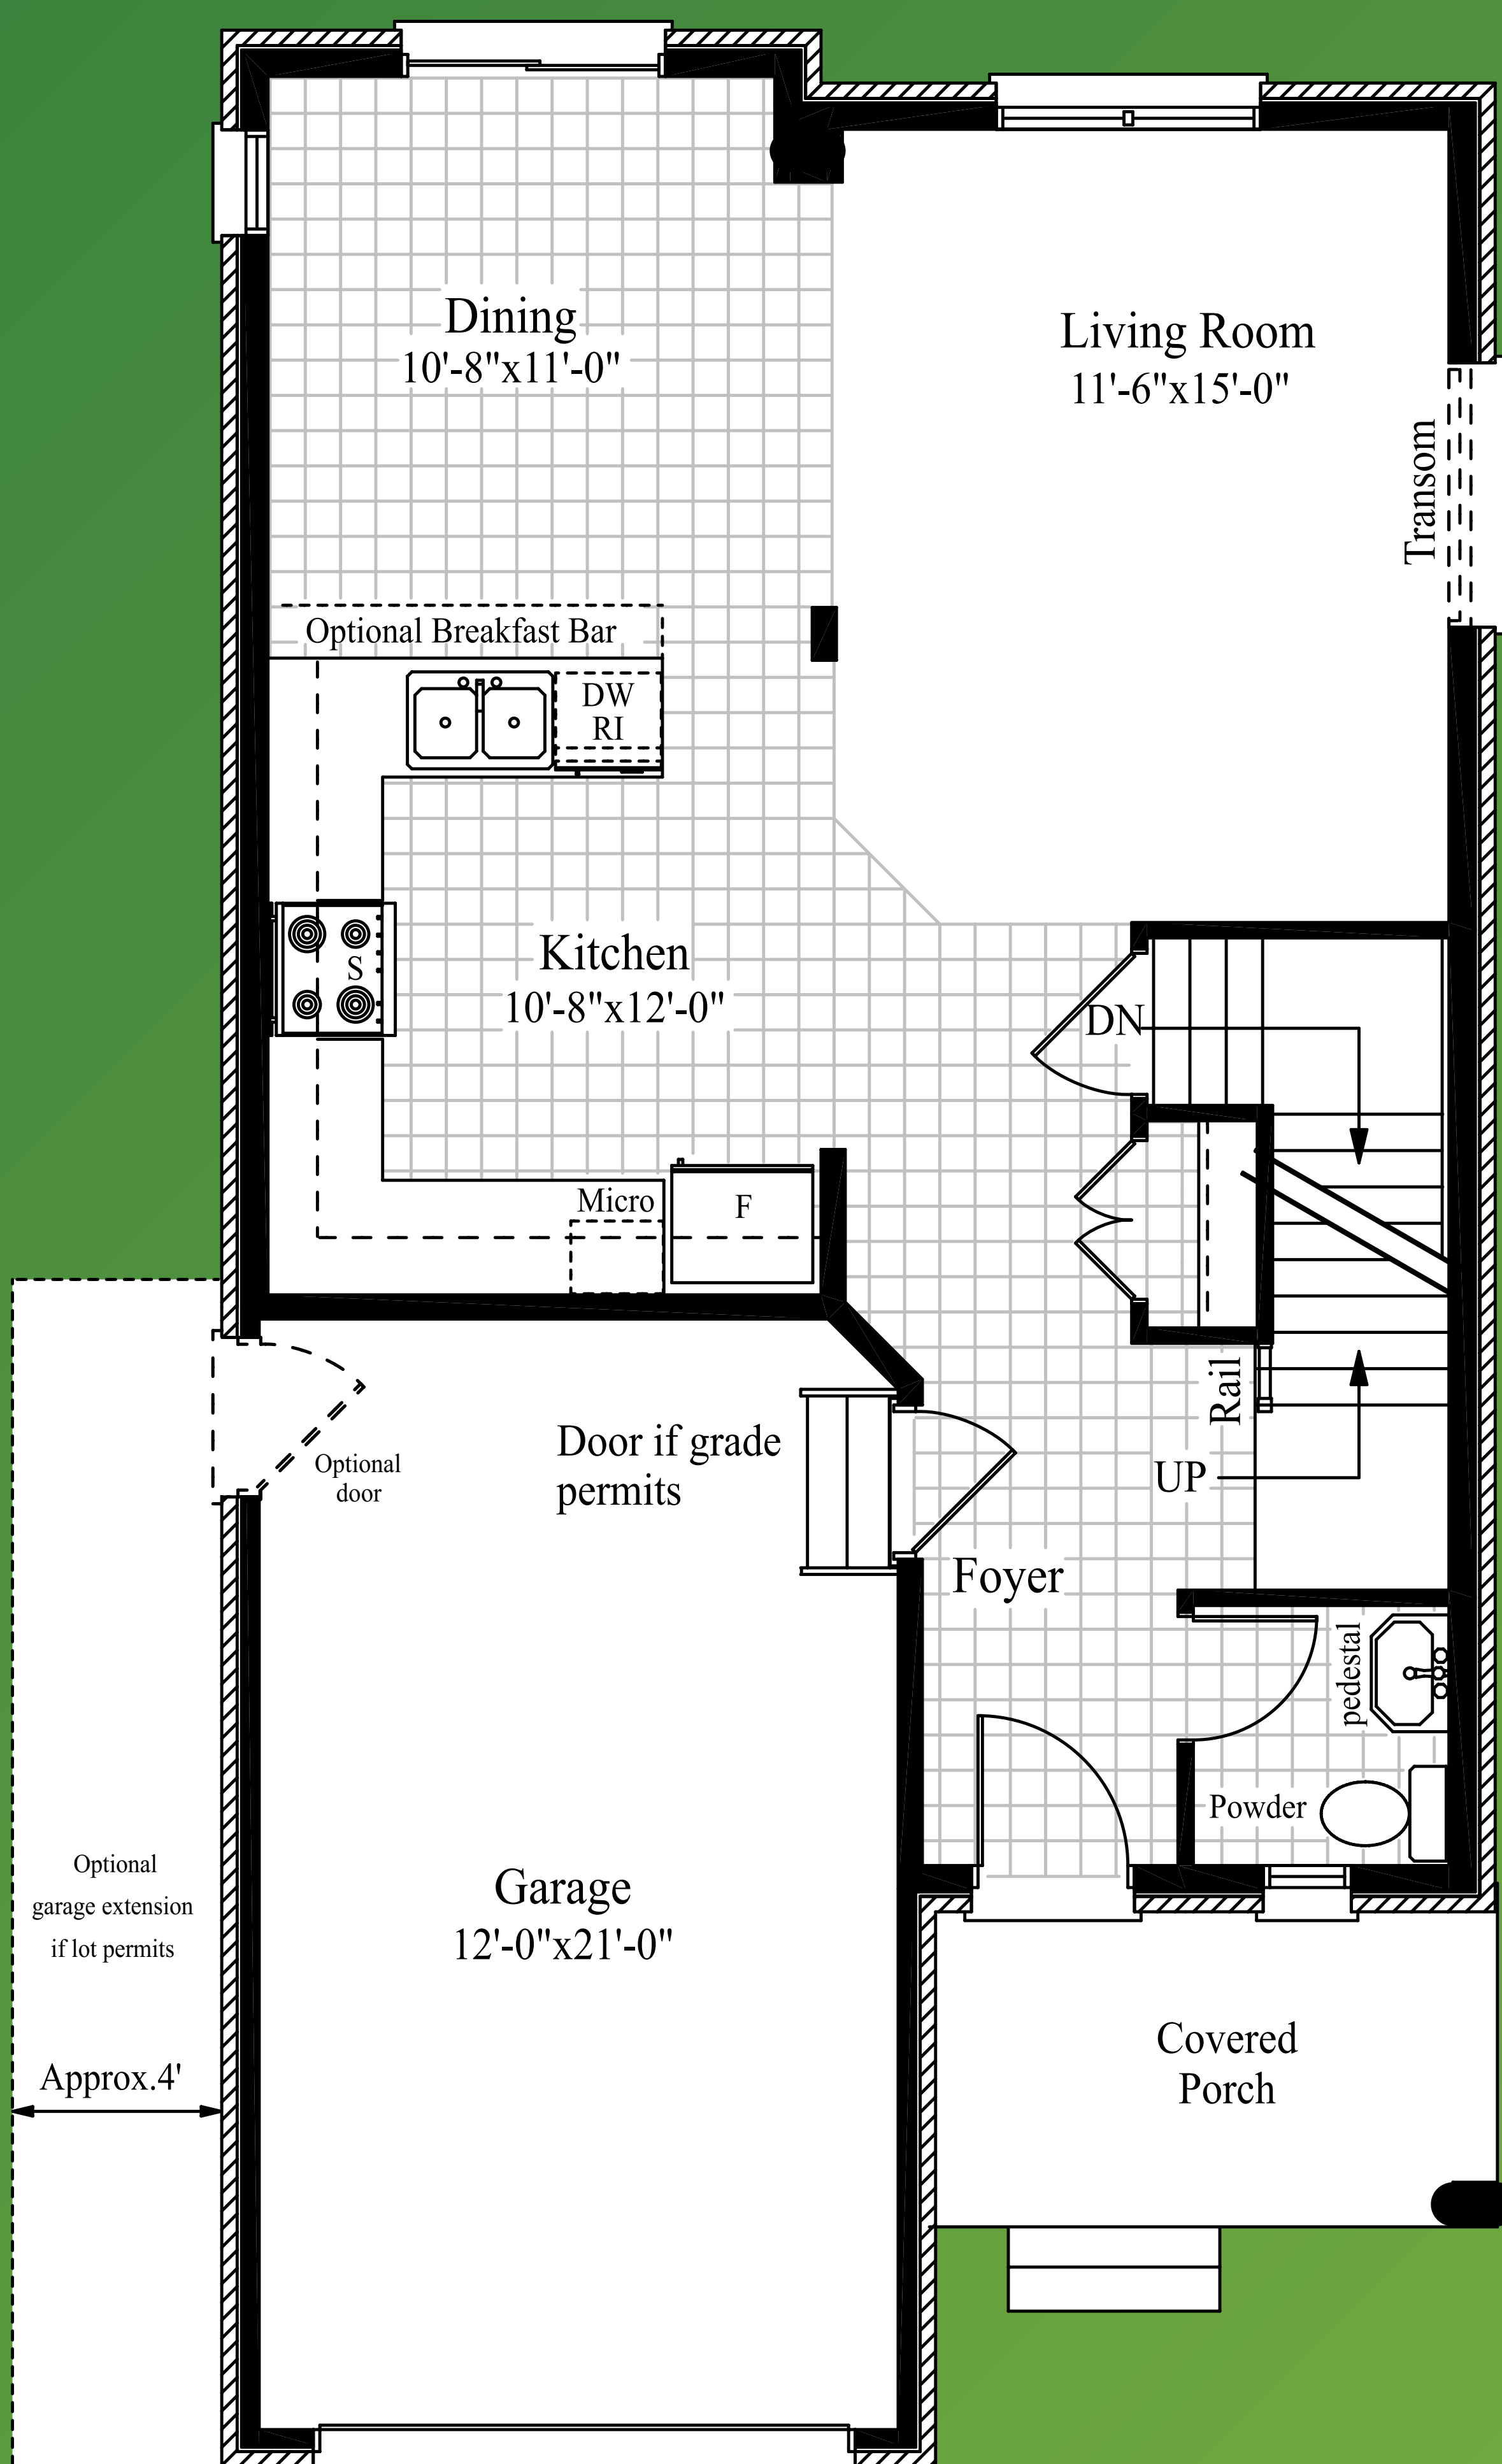 Dining
10'-8"x11'-0"
Living Room
11'-6"x15'-0"
Transom
Optional Breakfast Bar
DW
RI
S
Kitchen
10'-8"x12'-0"
DN
Micro
F
Rail
Door if grade
permits
Optional
door
UP
Foyer
pedestal
Powder
Optional
garage extension
if lot permits
Garage
12'-0"x21'-0"
Covered
Porch
Approx.4'